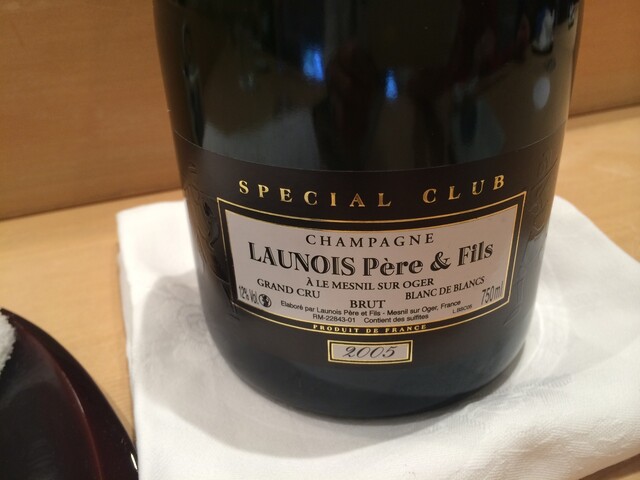 SPECIAL CLUB
CHAMPAGNE
LAUNOIS Père & Fils
À LE MESNIL SUR OGER
GRAND CRU BLANC DE BLANCS
12% Vol BRUT 750ml
Elaboré par Launois Père et Fils - Mesnil sur Oger, France
RM-22843-01 Contient des sulfites
PRODUIT DE FRANCE
2005